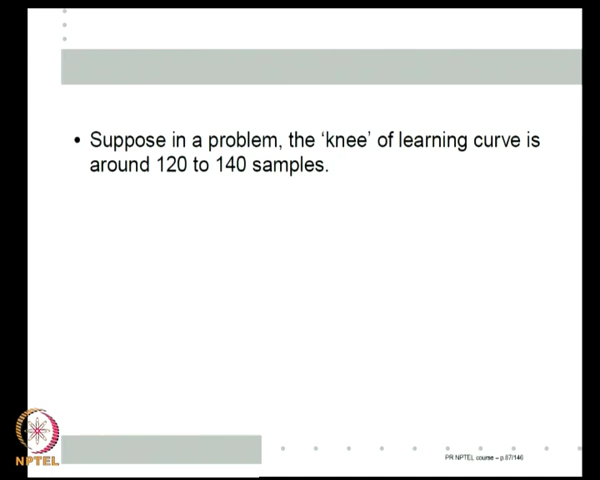 • Suppose in a problem, the 'knee' of learning curve is
around 120 to 140 samples.
NPTEL
PR NPTEL course – p.87/146